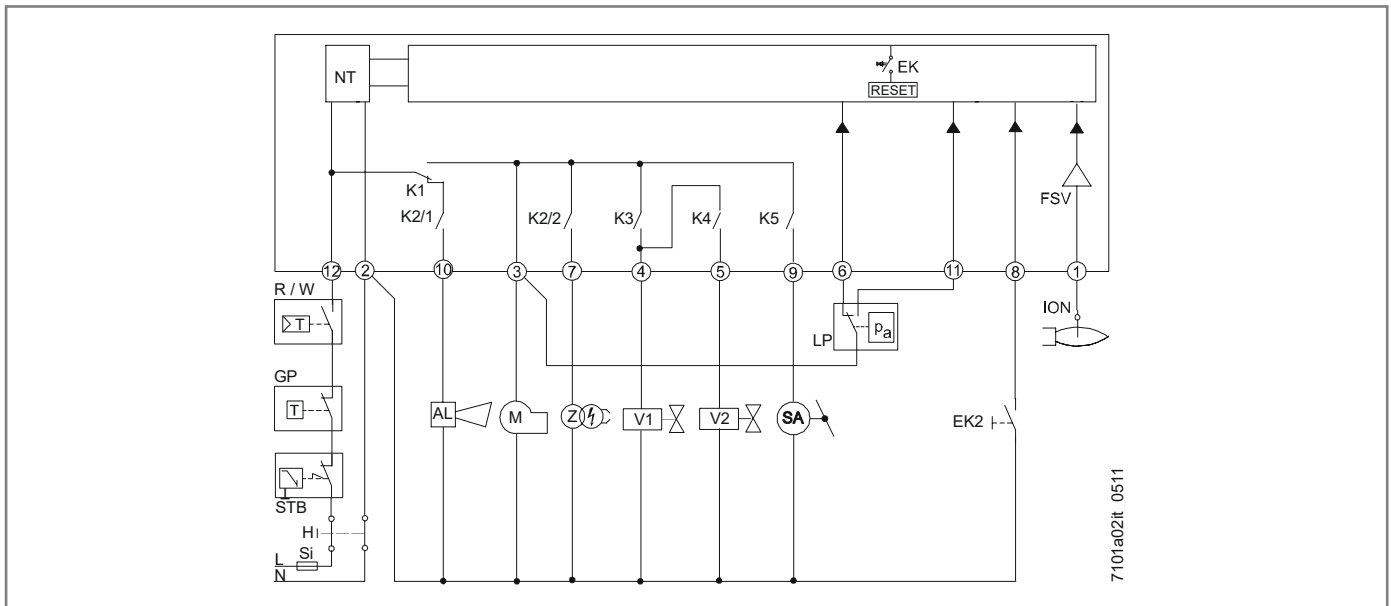 NT
EK
RESET
FSV
K1
K2/1
K2/2
K3
K4
K5
12
2
10
3
7
4
5
9
6
11
8
1
R / W
T
ION
LP
pa
GP
T
AL
M
Z
V1
V2
SA
EK2
STB
H
Si
L
N
7101a02it 0511